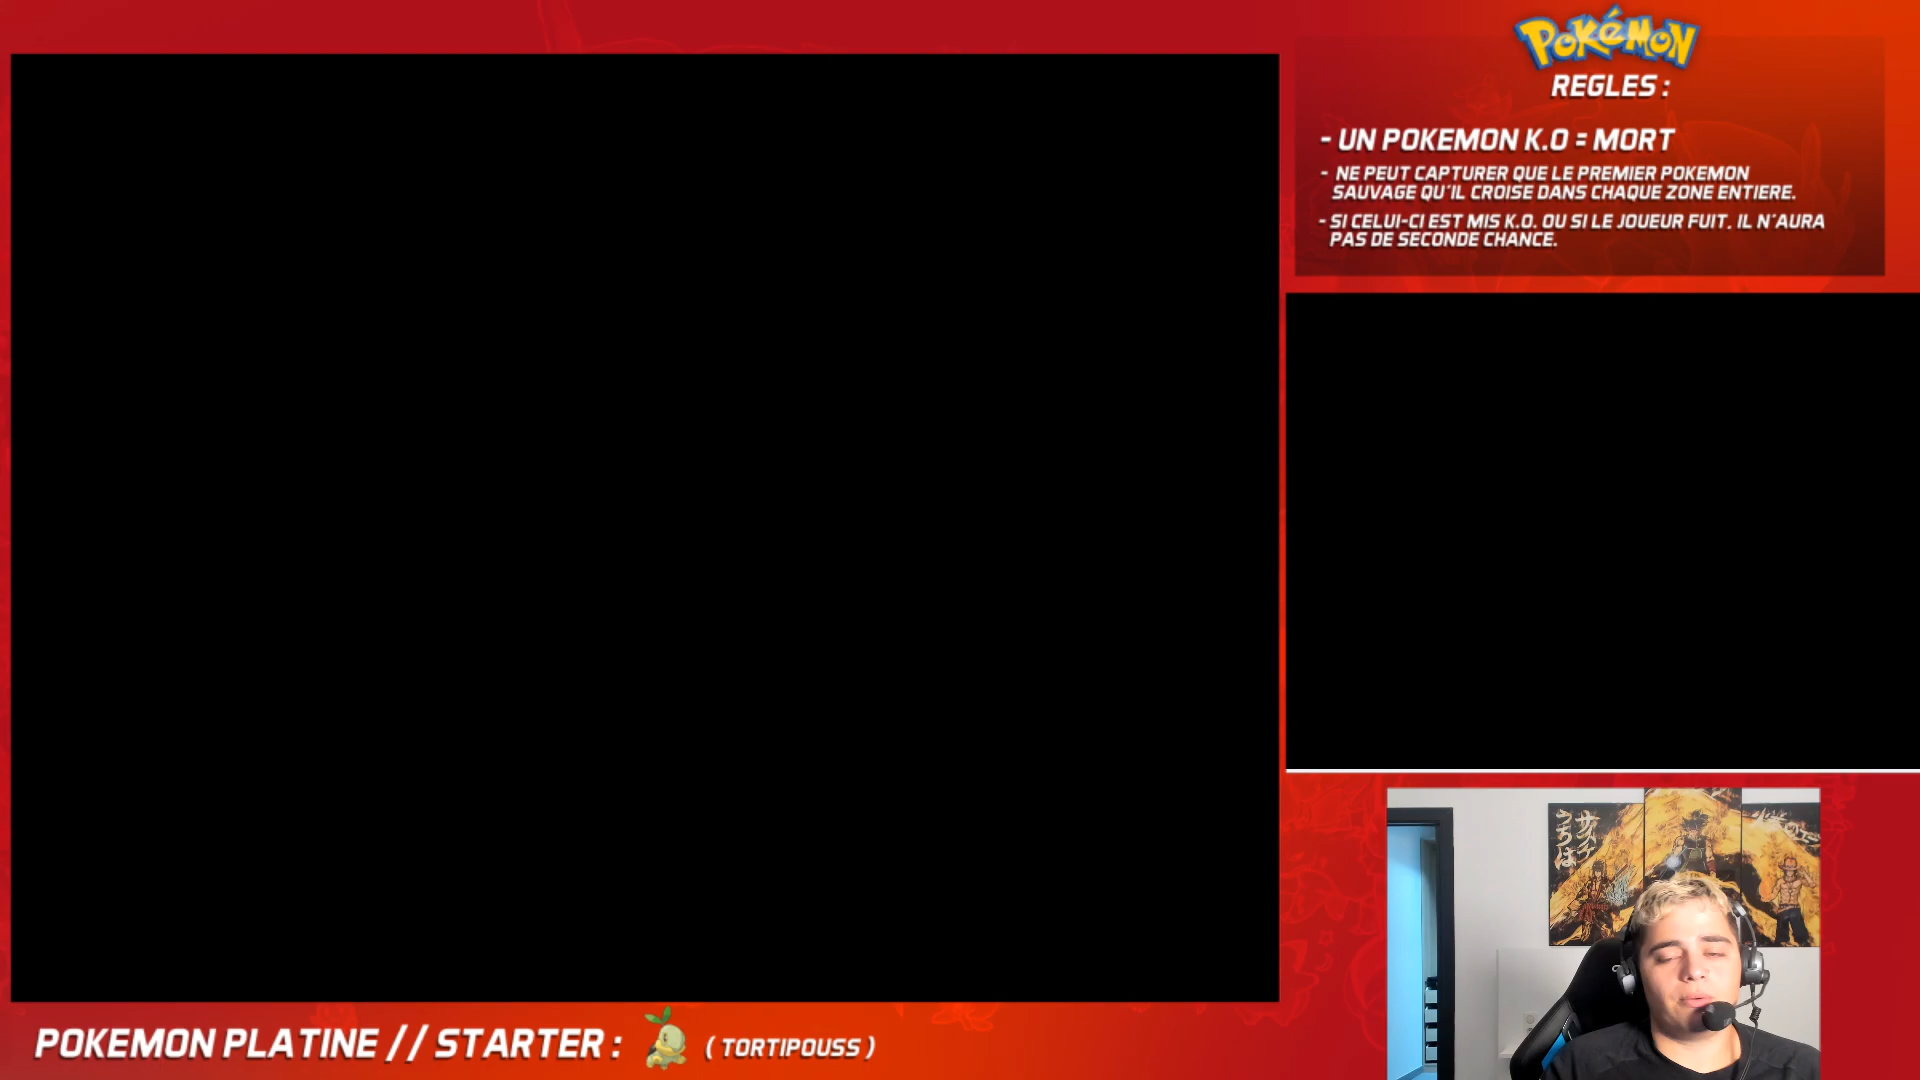 Pokémon
REGLES :
- UN POKEMON K.O = MORT
- NE PEUT CAPTURER QUE LE PREMIER POKEMON
SAUVAGE QU'IL CROISE DANS CHAQUE ZONE ENTIERE.
- SI CELUI-CI EST MIS K.O. OU SI LE JOUEUR FUIT, IL N'AURA
PAS DE SECONDE CHANCE.
POKEMON PLATINE // STARTER : ( TORTIPOUSS )